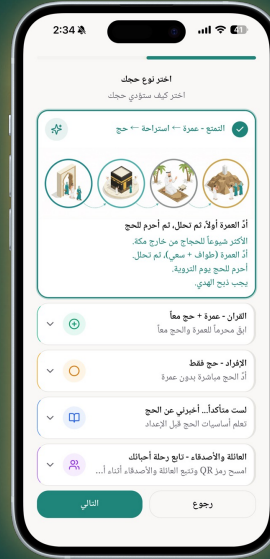 2:34
41
اختر نوع حجك
اختر كيف ستؤدي حجك
التمتع - عمرة ← استراحة ← حج
أدّ العمرة أولاً، ثم تحلل، ثم أحرم للحج
الأكثر شيوعاً للحجاج من خارج مكة.
أدّ العمرة (طواف + سعي)، ثم تحلل.
أحرم للحج يوم التروية.
يجب ذبح الهدي.
القران - عمرة + حج معاً
ابقَ محرماً للعمرة والحج معاً
الإفراد - حج فقط
أدّ الحج مباشرة بدون عمرة
لست متأكداً... أخبرني عن الحج
تعلم أساسيات الحج قبل الإعداد
العائلة والأصدقاء - تابع رحلة أحبائك
امسح رمز QR وتتبع العائلة والأصدقاء أثناء أ...
رجوع
التالي